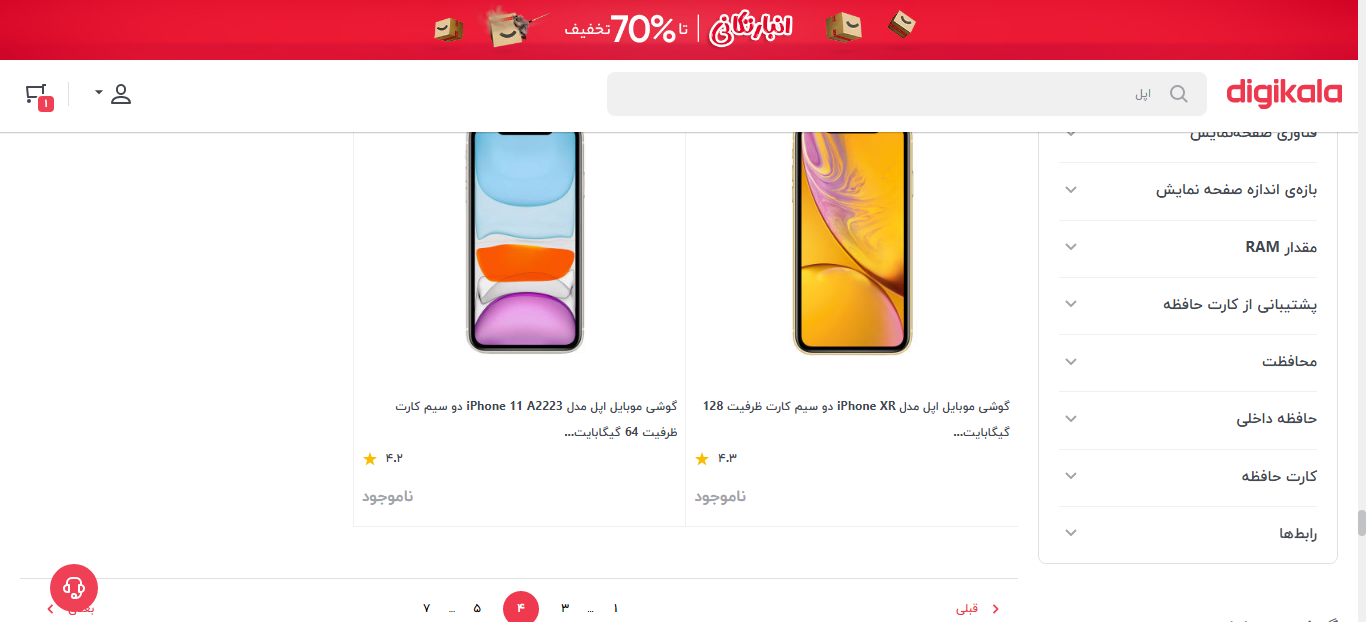 انبارتکانی | تا 70% تخفیف
digikala
اپل
۱
فناوری صفحه‌نمایش
بازه‌ی اندازه صفحه نمایش
مقدار RAM
پشتیبانی از کارت حافظه
محافظت
حافظه داخلی
کارت حافظه
رابط‌ها
گوشی موبایل اپل مدل iPhone XR دو سیم کارت ظرفیت 128
گیگابایت...
۴.۳
ناموجود
گوشی موبایل اپل مدل iPhone 11 A2223 دو سیم کارت
ظرفیت 64 گیگابایت...
۴.۲
ناموجود
قبلی
۱ ... ۳ ۴ ۵ ... ۷
بعدی